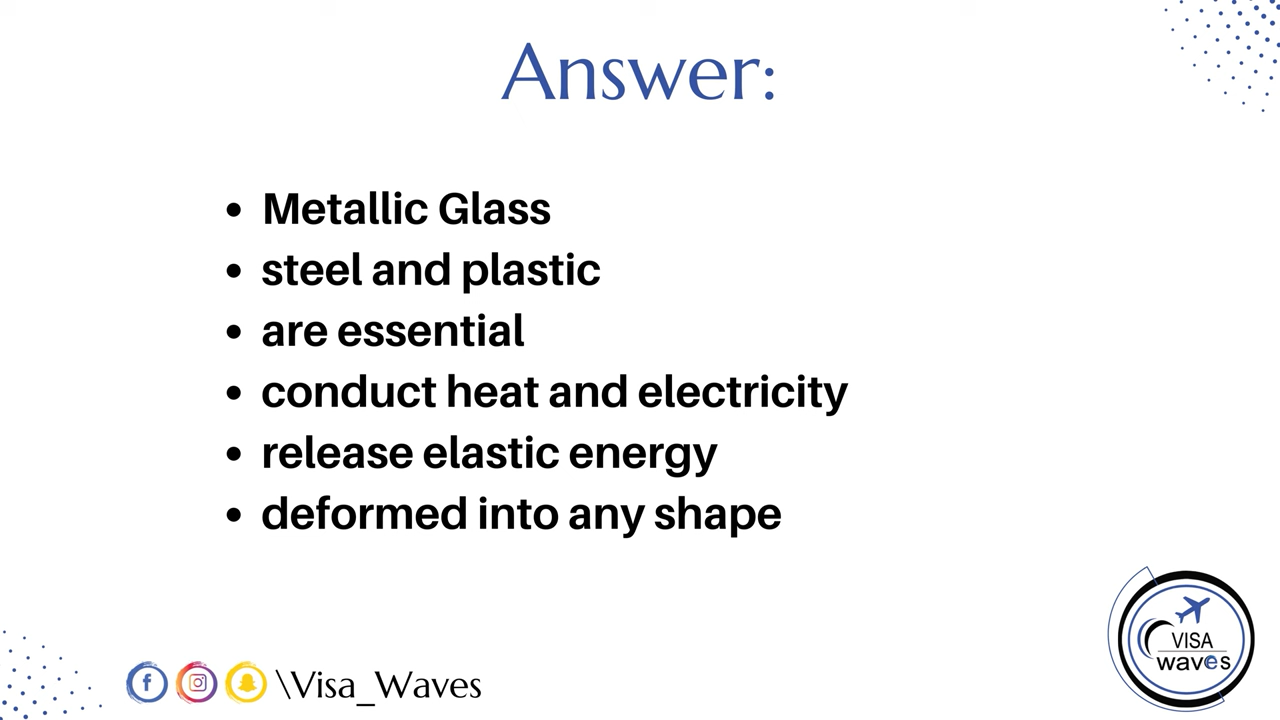 Answer:
• Metallic Glass
• steel and plastic
• are essential
• conduct heat and electricity
• release elastic energy
• deformed into any shape
\Visa_Waves
VISA
waves